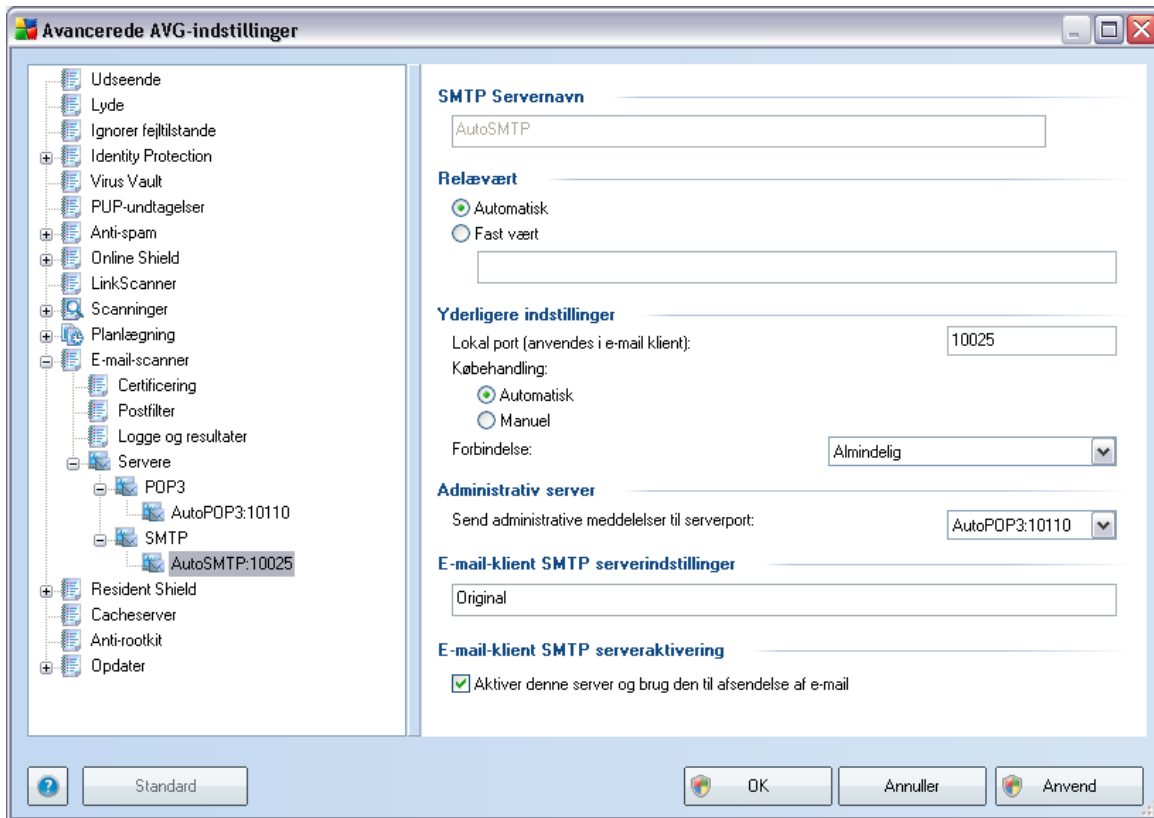 Avancerede AVG-indstillinger
Udseende
Lyde
Ignorer fejltilstande
Identity Protection
Virus Vault
PUP-undtagelser
Anti-spam
Online Shield
LinkScanner
Scanninger
Planlægning
E-mail-scanner
Certificering
Postfilter
Logge og resultater
Servere
POP3
AutoPOP3:10110
SMTP
AutoSMTP:10025
Resident Shield
Cacheserver
Anti-rootkit
Opdater
SMTP Servernavn
AutoSMTP
Relævært
Automatisk
Fast vært
Yderligere indstillinger
Lokal port (anvendes i e-mail klient):
10025
Købehandling:
Automatisk
Manuel
Forbindelse:
Almindelig
Administrativ server
Send administrative meddelelser til serverport:
AutoPOP3:10110
E-mail-klient SMTP serverindstillinger
Original
E-mail-klient SMTP serveraktivering
Aktiver denne server og brug den til afsendelse af e-mail
?
Standard
OK
Annuller
Anvend